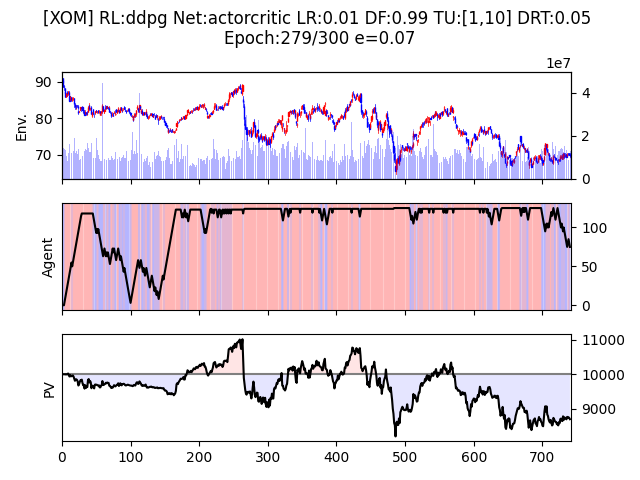 [XOM] RL:ddpg Net:actorcritic LR:0.01 DF:0.99 TU:[1,10] DRT:0.05
Epoch:279/300 e=0.07
1e7
90
80
70
Env.
4
2
0
Agent
100
50
0
PV
11000
10000
9000
0 100 200 300 400 500 600 700